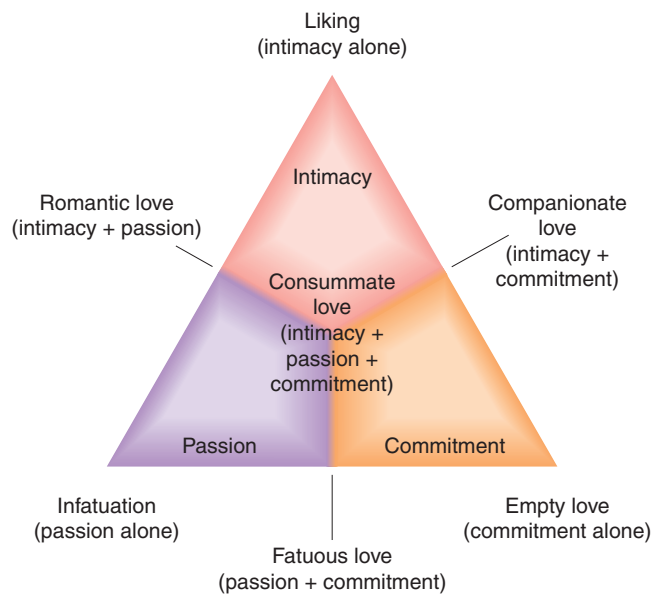 Liking
(intimacy alone)
Intimacy
Romantic love
(intimacy + passion)
Companionate
love
(intimacy +
commitment)
Consummate
love
(intimacy +
passion +
commitment)
Passion
Commitment
Infatuation
(passion alone)
Empty love
(commitment alone)
Fatuous love
(passion + commitment)